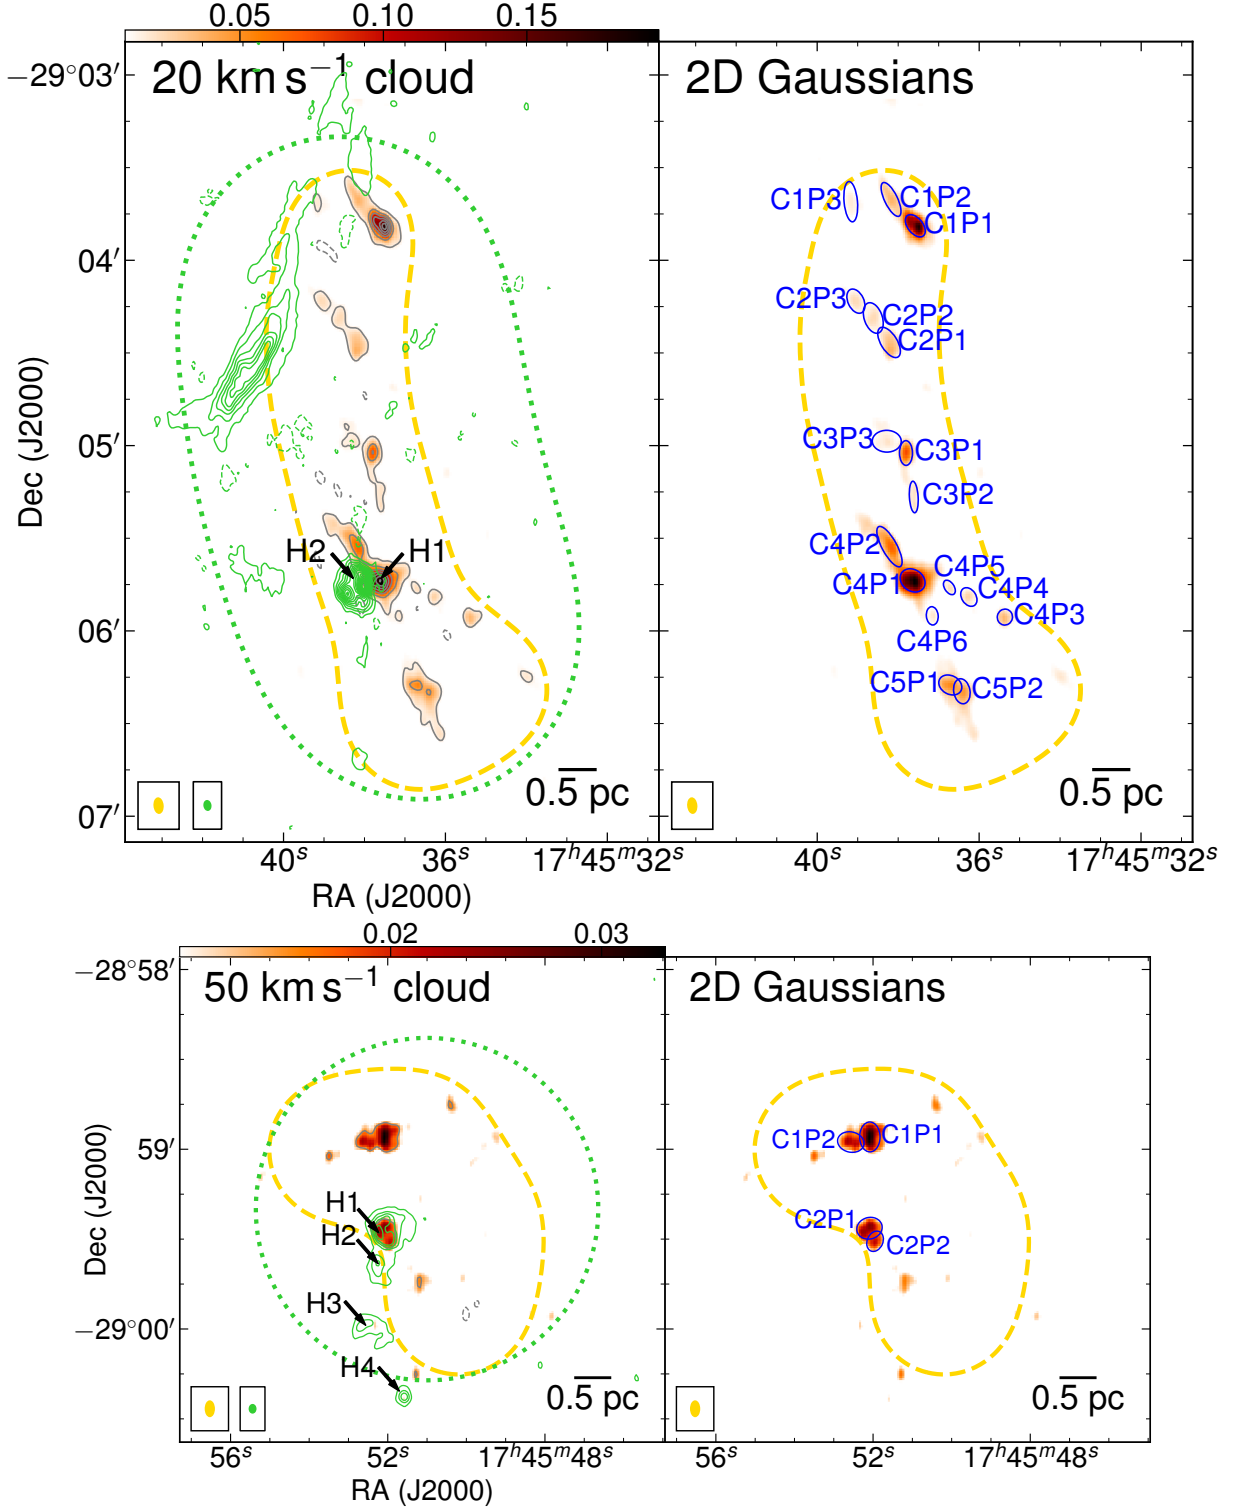 0.05 0.10 0.15
20 km s−1 cloud
2D Gaussians
−29°03′
04′
05′
06′
07′
Dec (J2000)
H2
H1
0.5 pc
C1P3
C1P2
C1P1
C2P3
C2P2
C2P1
C3P3
C3P1
C3P2
C4P2
C4P5
C4P1
C4P4
C4P3
C4P6
C5P1
C5P2
0.5 pc
40s 36s 17h45m32s
40s 36s 17h45m32s
RA (J2000)
0.02 0.03
50 km s−1 cloud
2D Gaussians
−28°58′
59′
−29°00′
Dec (J2000)
H1
H2
H3
H4
0.5 pc
C1P2
C1P1
C2P1
C2P2
0.5 pc
56s 52s 17h45m48s
56s 52s 17h45m48s
RA (J2000)